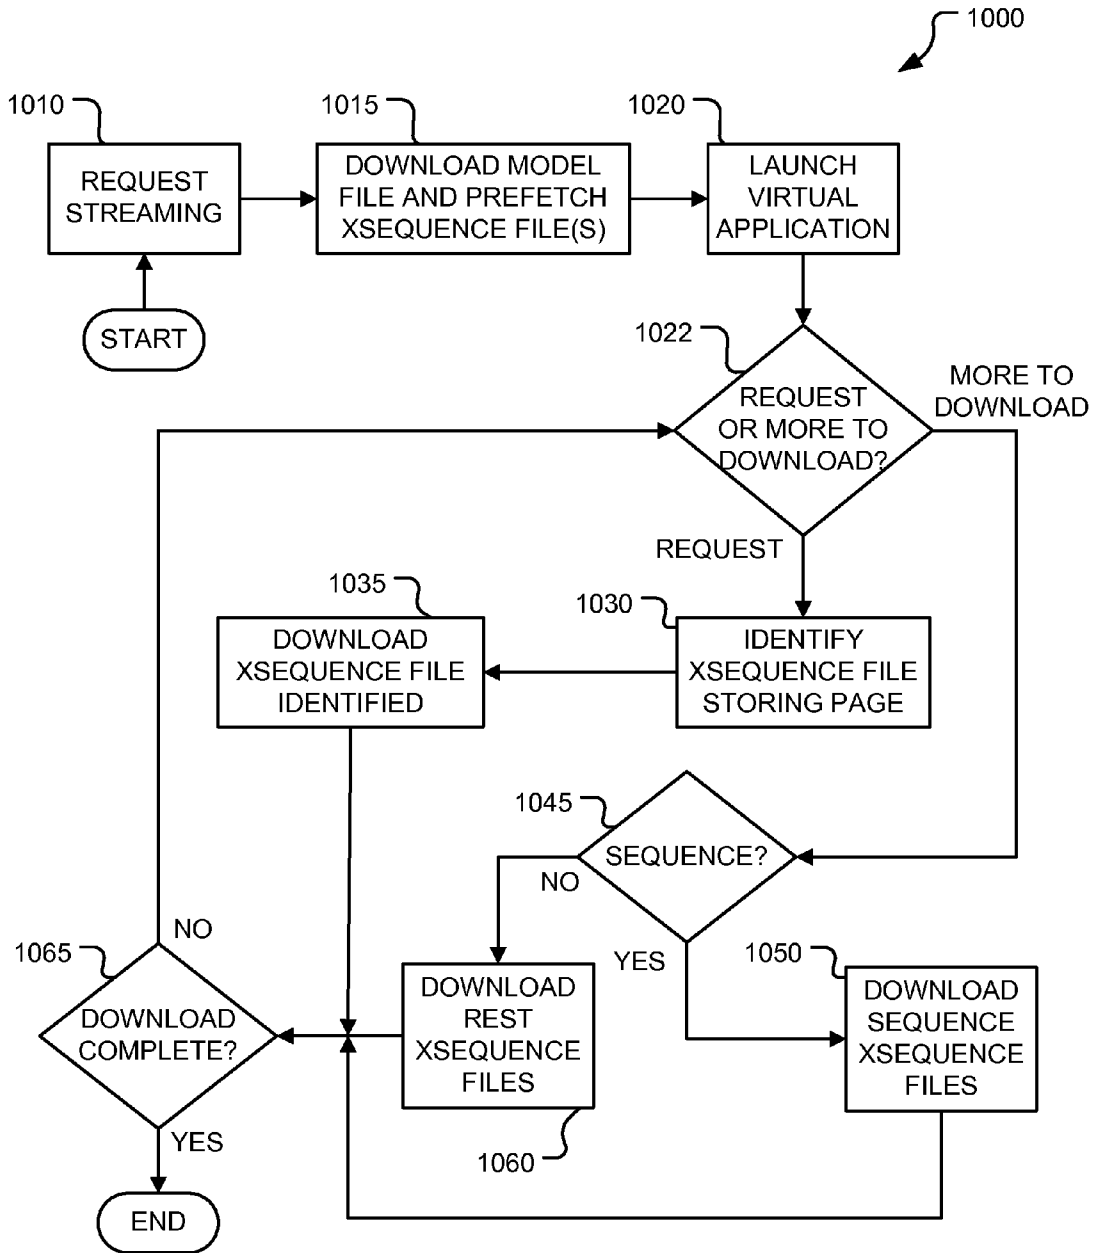 1000
1010
1015
1020
REQUEST
STREAMING
DOWNLOAD MODEL
FILE AND PREFETCH
XSEQUENCE FILE(S)
LAUNCH
VIRTUAL
APPLICATION
START
1022
REQUEST
OR MORE TO
DOWNLOAD?
MORE TO
DOWNLOAD
REQUEST
1035
1030
DOWNLOAD
XSEQUENCE FILE
IDENTIFIED
IDENTIFY
XSEQUENCE FILE
STORING PAGE
1045
SEQUENCE?
NO
YES
NO
1065
DOWNLOAD
COMPLETE?
YES
END
DOWNLOAD
REST
XSEQUENCE
FILES
1060
1050
DOWNLOAD
SEQUENCE
XSEQUENCE
FILES